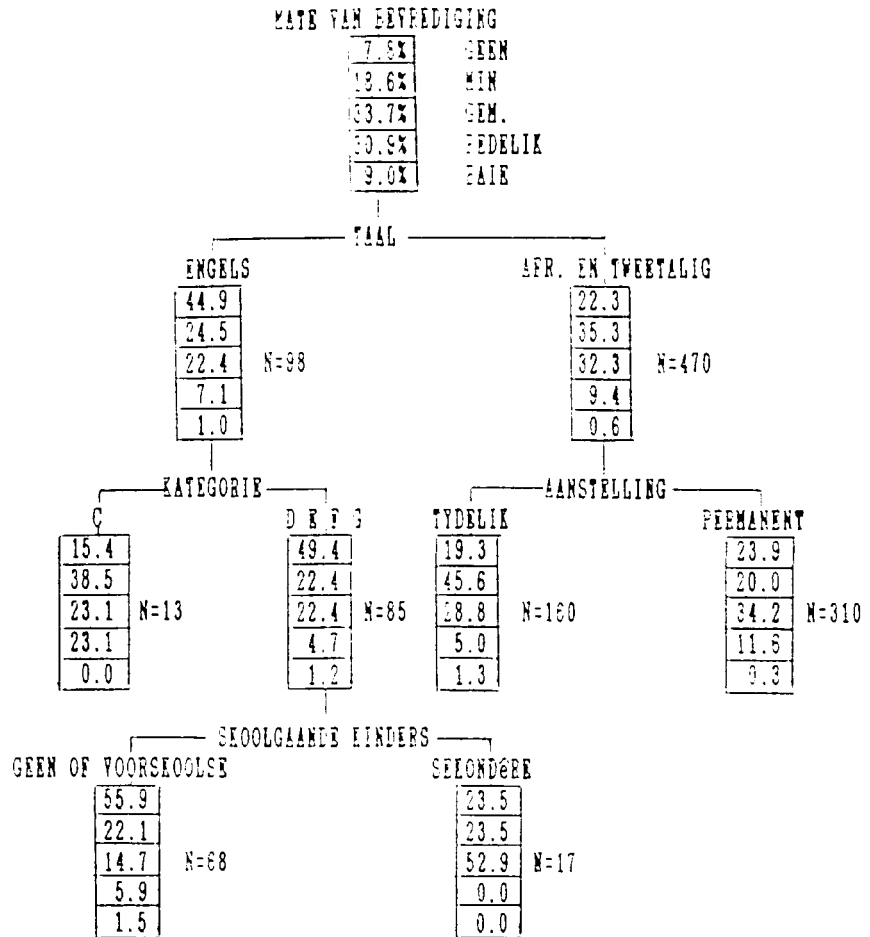 MATE VAN BEVREDIGING
7.8% GEEN
18.6% MIN
33.7% GEM.
30.9% REDELIK
9.0% BAIE
TAAL
ENGELS AFR. EN TWEETALIG
44.9 22.3
24.5 35.3
22.4 N=98 32.3 N=470
7.1 9.4
1.0 0.6
KATEGORIE AANSTELLING
C D E F G TYDELIK PERMANENT
15.4 49.4 19.3 23.9
38.5 22.4 45.6 20.0
23.1 N=13 22.4 N=85 28.8 N=160 34.2 N=310
23.1 4.7 5.0 11.6
0.0 1.2 1.3 0.3
SKOOLGAANDE KINDERS
GEEN OF VOORSKOOLSE SEKONDêRE
55.9 23.5
22.1 23.5
14.7 N=68 52.9 N=17
5.9 0.0
1.5 0.0